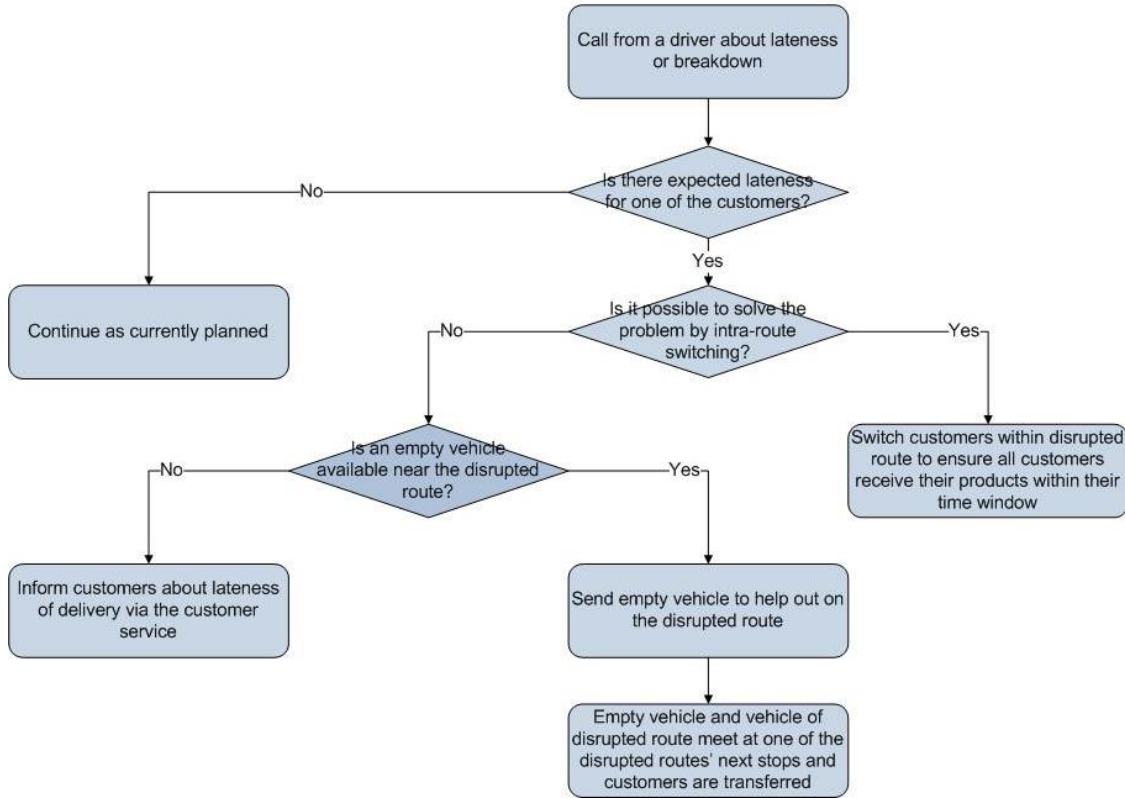 Call from a driver about lateness
or breakdown
Is there expected lateness
for one of the customers?
No
Yes
Continue as currently planned
Is it possible to solve the
problem by intra-route
switching?
No
Yes
Is an empty vehicle
available near the disrupted
route?
Switch customers within disrupted
route to ensure all customers
receive their products within their
time window
No
Yes
Inform customers about lateness
of delivery via the customer
service
Send empty vehicle to help out on
the disrupted route
Empty vehicle and vehicle of
disrupted route meet at one of the
disrupted routes’ next stops and
customers are transferred